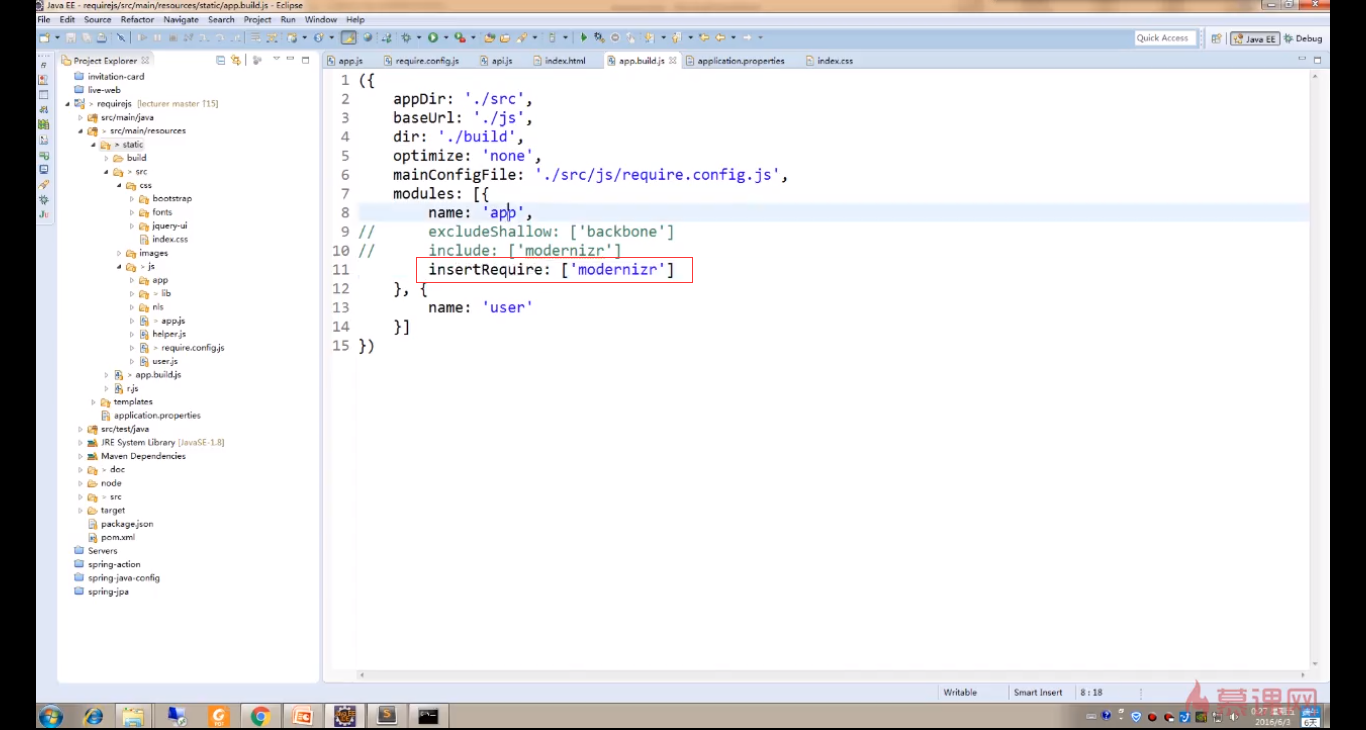 Java EE - requirejs/src/main/resources/static/app.build.js - Eclipse
File Edit Source Refactor Navigate Search Project Run Window Help
Quick Access
Java EE
Debug
Project Explorer
invitation-card
live-web
> requirejs [lecturer master ↑15]
src/main/java
> src/main/resources
> static
build
> src
css
bootstrap
fonts
jquery-ui
index.css
images
> js
app
> lib
nls
> app.js
helper.js
> require.config.js
user.js
> app.build.js
r.js
templates
application.properties
src/test/java
JRE System Library [JavaSE-1.8]
Maven Dependencies
> doc
node
> src
target
package.json
pom.xml
Servers
spring-action
spring-java-config
spring-jpa
app.js require.config.js api.js index.html app.build.js application.properties index.css
1 ({
2 appDir: './src',
3 baseUrl: './js',
4 dir: './build',
5 optimize: 'none',
6 mainConfigFile: './src/js/require.config.js',
7 modules: [{
8 name: 'app',
9 // excludeShallow: ['backbone']
10 // include: ['modernizr']
11 insertRequire: ['modernizr']
12 }, {
13 name: 'user'
14 }]
15 })
Writable Smart Insert 8 : 18
慕课网
2016/6/3
6天